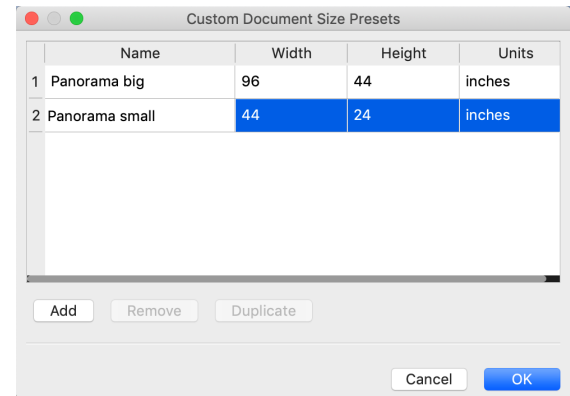 Custom Document Size Presets
Name Width Height Units
1 Panorama big 96 44 inches
2 Panorama small 44 24 inches
Add Remove Duplicate
Cancel OK